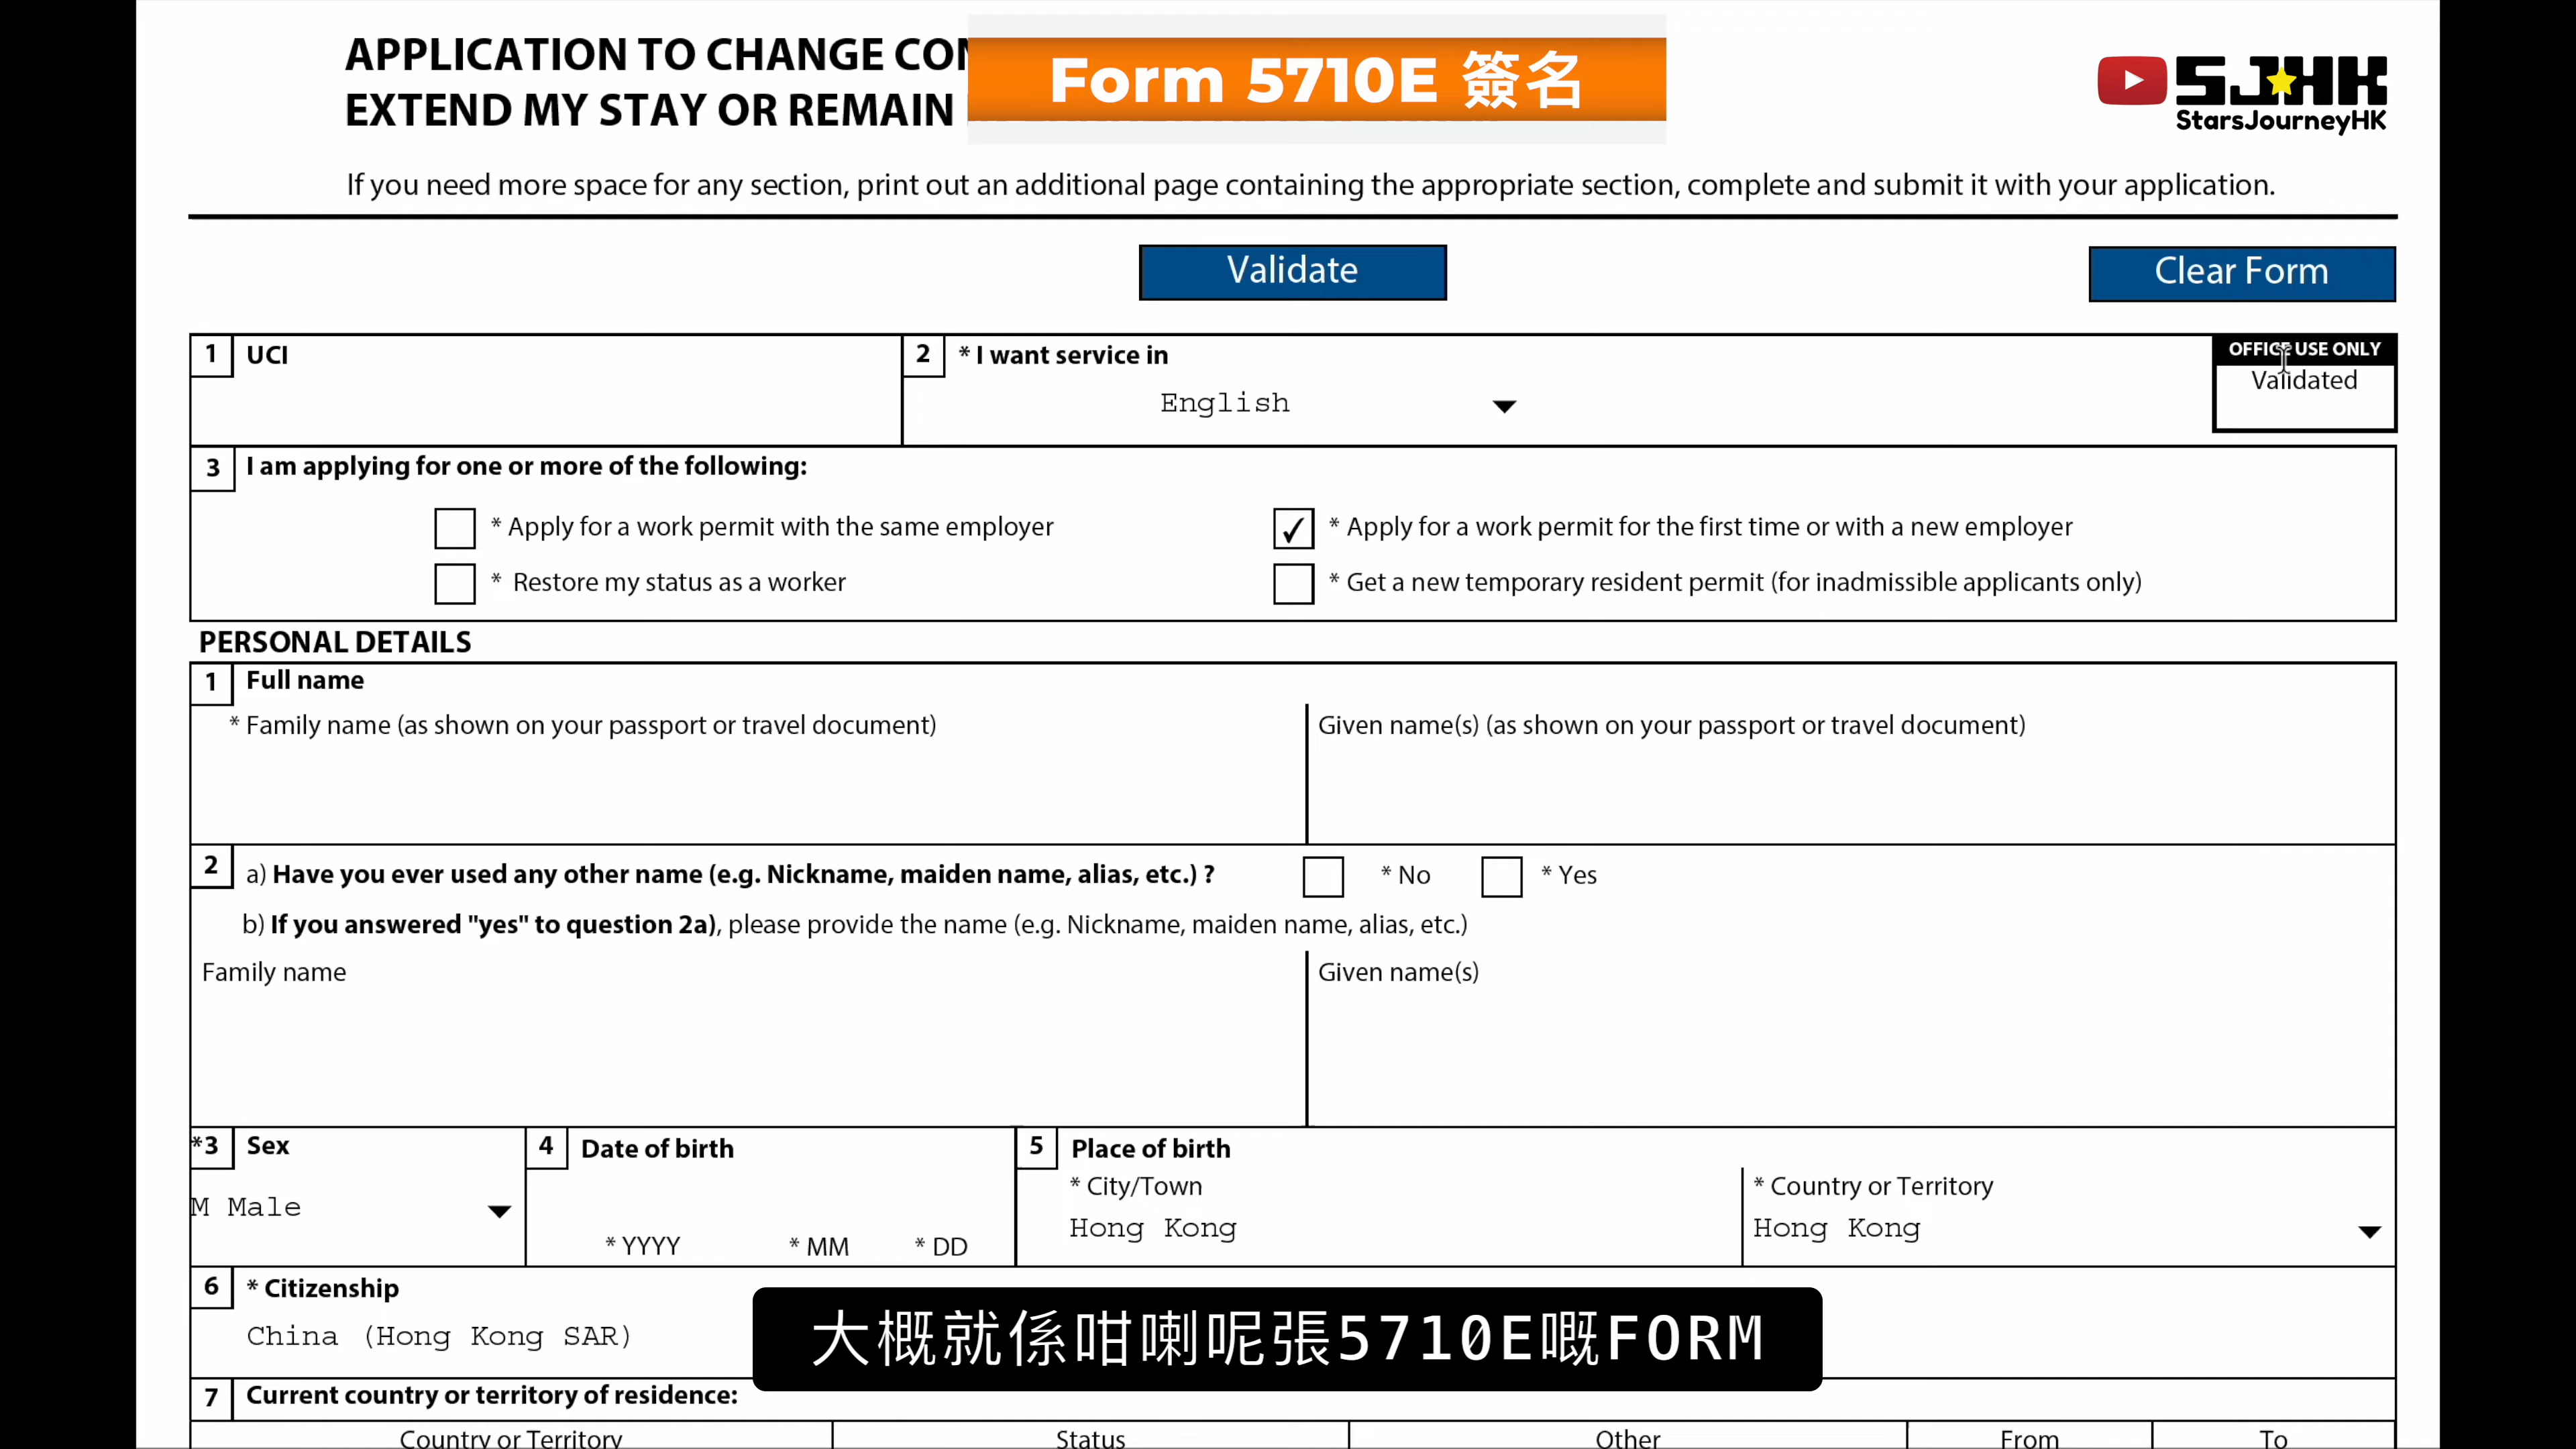 APPLICATION TO CHANGE CON
EXTEND MY STAY OR REMAIN
Form 5710E 簽名
SJHK
StarsJourneyHK
If you need more space for any section, print out an additional page containing the appropriate section, complete and submit it with your application.
Validate
Clear Form
1 UCI
2 * I want service in
English
OFFICE USE ONLY
Validated
3 I am applying for one or more of the following:
* Apply for a work permit with the same employer
✓ * Apply for a work permit for the first time or with a new employer
* Restore my status as a worker
* Get a new temporary resident permit (for inadmissible applicants only)
PERSONAL DETAILS
1 Full name
* Family name (as shown on your passport or travel document)
Given name(s) (as shown on your passport or travel document)
2 a) Have you ever used any other name (e.g. Nickname, maiden name, alias, etc.) ? * No * Yes
b) If you answered "yes" to question 2a), please provide the name (e.g. Nickname, maiden name, alias, etc.)
Family name
Given name(s)
*3 Sex
M Male
4 Date of birth
* YYYY * MM * DD
5 Place of birth
* City/Town
Hong Kong
* Country or Territory
Hong Kong
6 * Citizenship
China (Hong Kong SAR)
大概就係咁喇呢張5710E嘅FORM
7 Current country or territory of residence:
Country or Territory Status Other From To